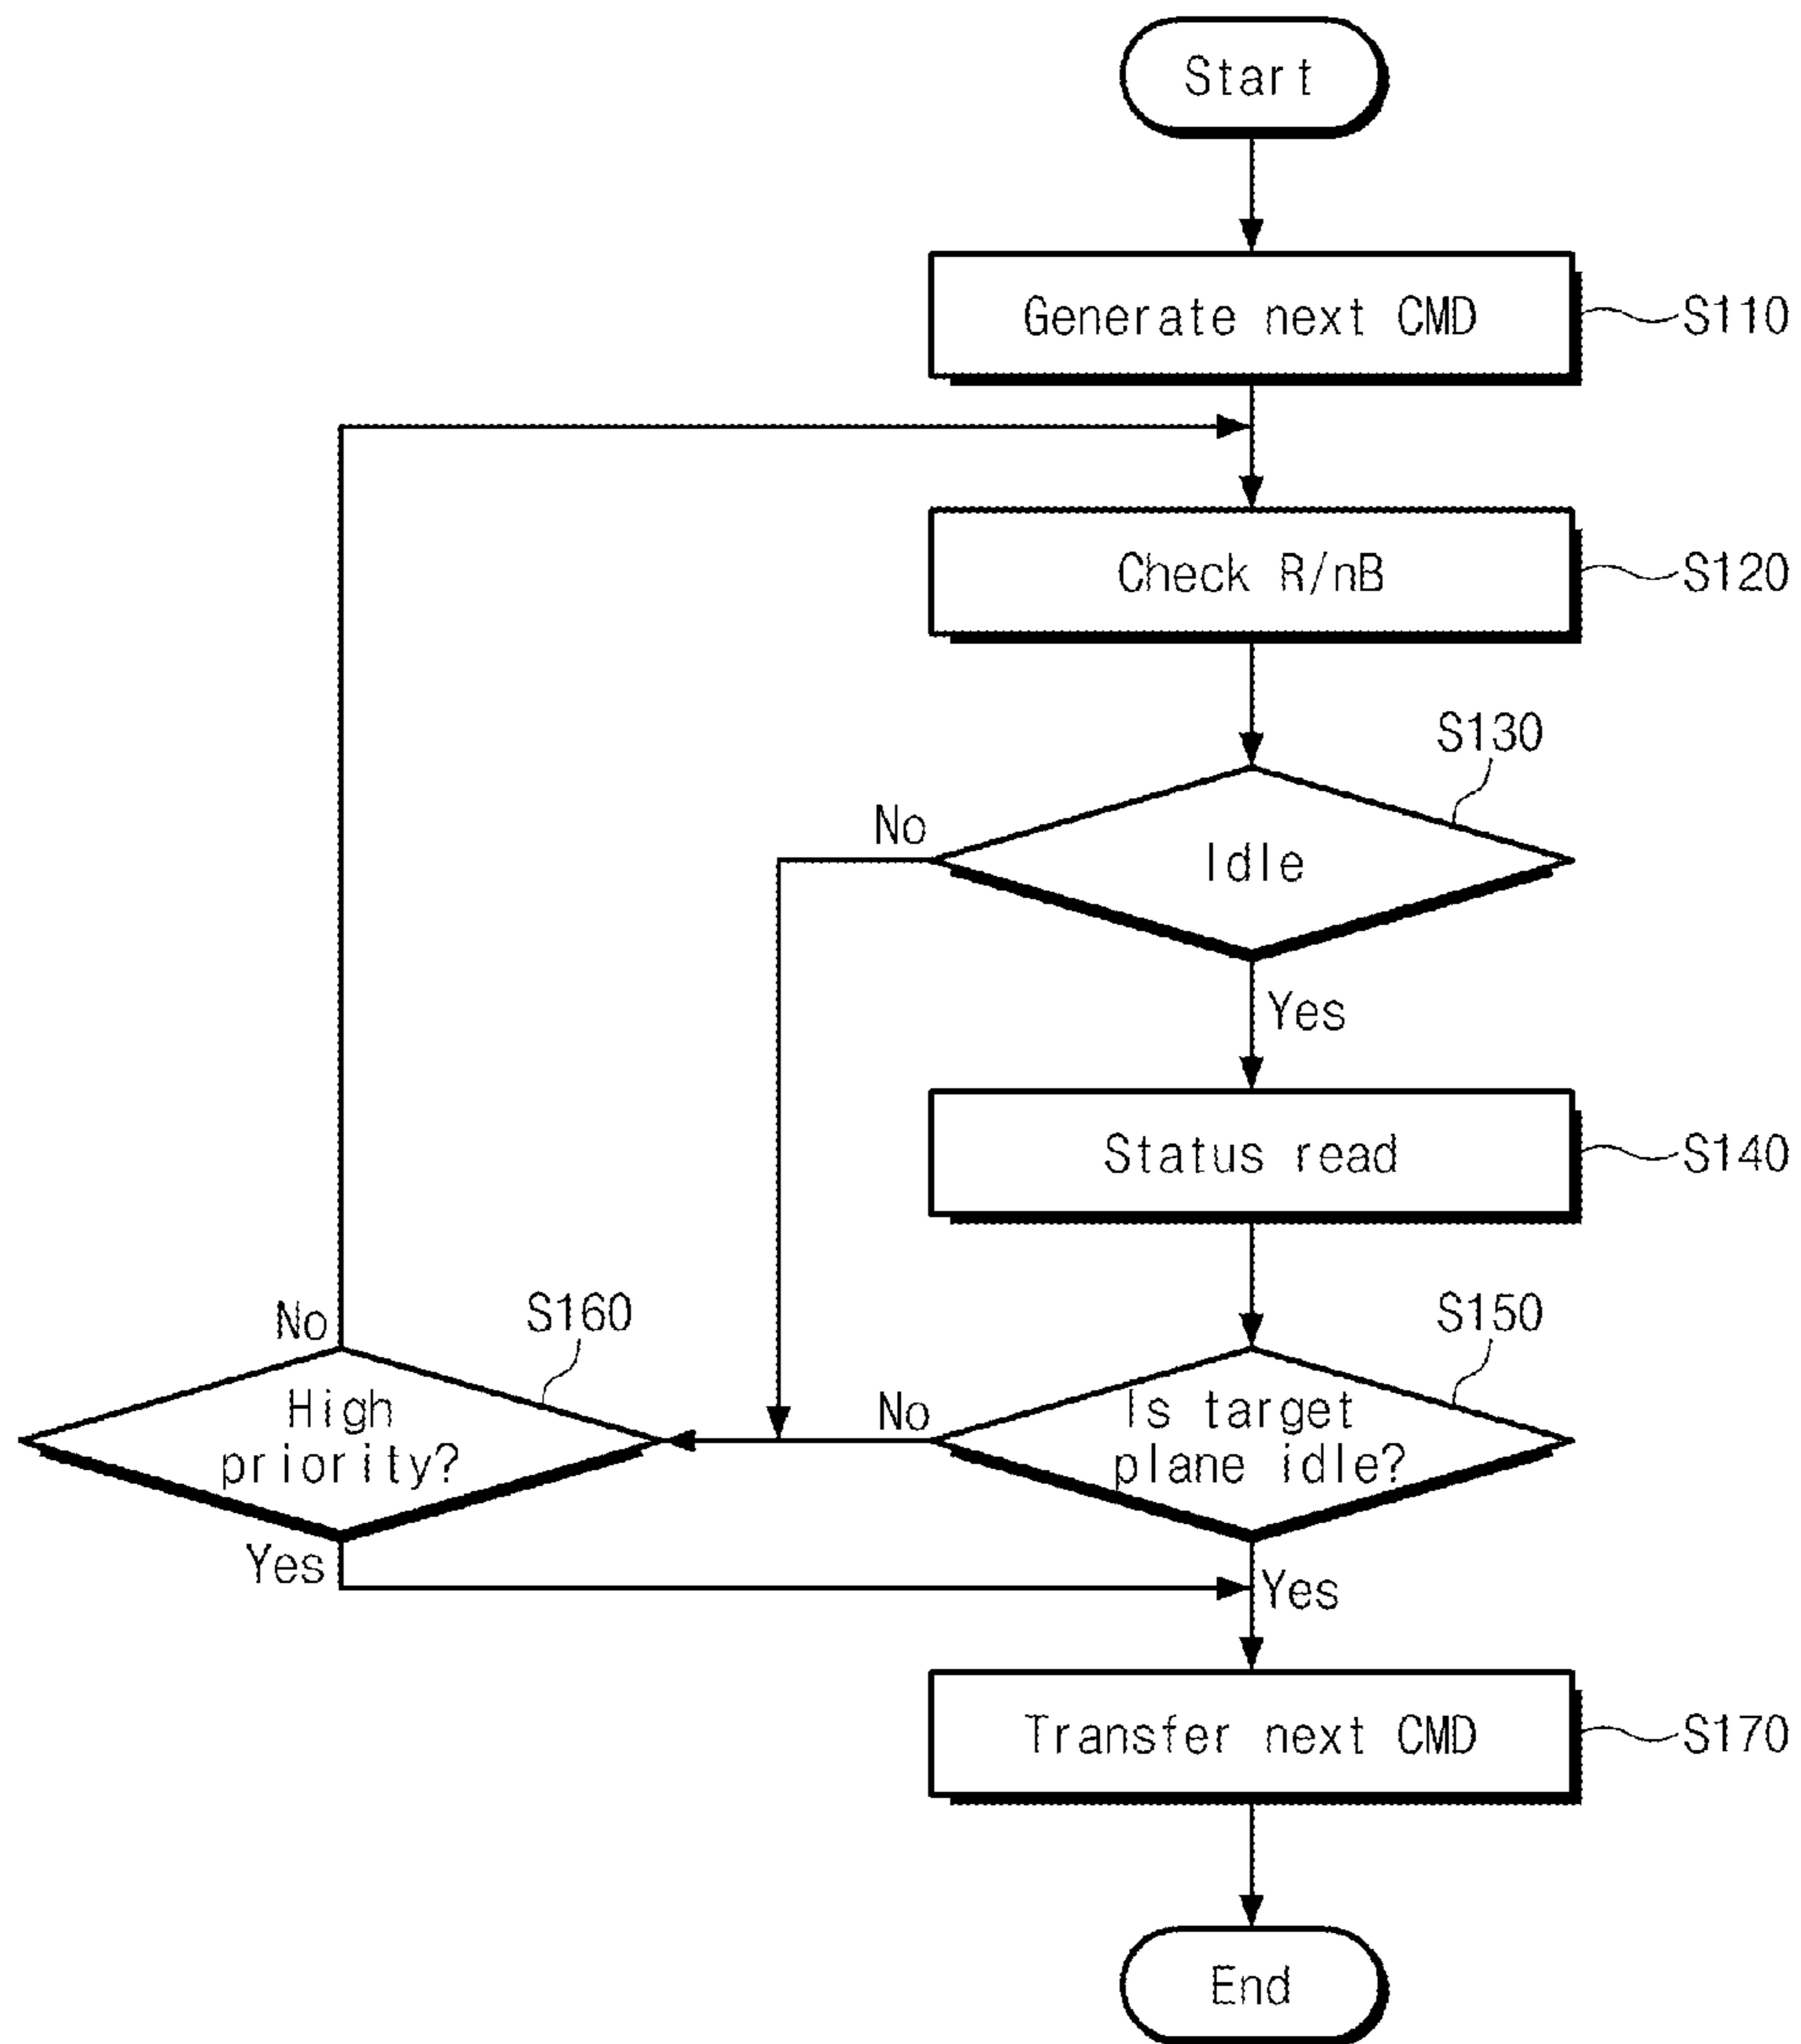 Start
Generate next CMD
S110
Check R/nB
S120
S130
No
Idle
Yes
Status read
S140
No
S160
S150
High
priority?
No
Is target
plane idle?
Yes
Yes
Transfer next CMD
S170
End